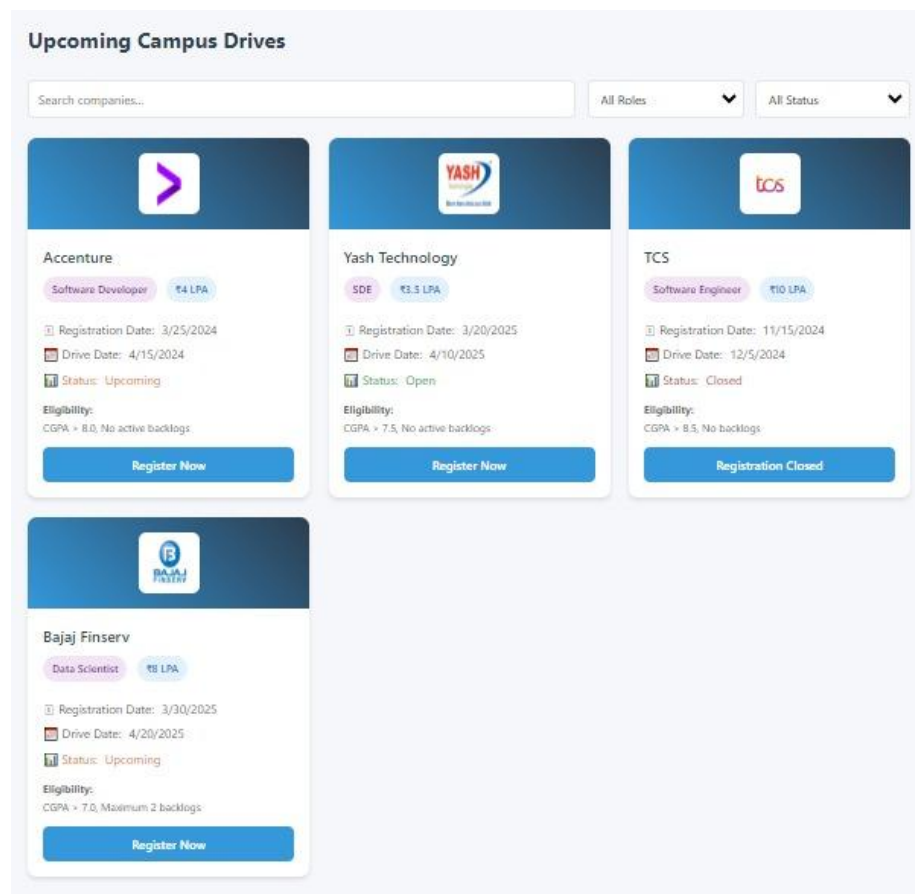 Upcoming Campus Drives
Search companies...
All Roles
All Status
YASH
tcs
Accenture
Software Developer ₹4 LPA
Registration Date: 3/25/2024
Drive Date: 4/15/2024
Status: Upcoming
Eligibility:
CGPA > 8.0, No active backlogs
Register Now
Yash Technology
SDE ₹3.5 LPA
Registration Date: 3/20/2025
Drive Date: 4/10/2025
Status: Open
Eligibility:
CGPA > 7.5, No active backlogs
Register Now
TCS
Software Engineer ₹10 LPA
Registration Date: 11/15/2024
Drive Date: 12/5/2024
Status: Closed
Eligibility:
CGPA > 8.5, No backlogs
Registration Closed
BAJAJ
FINSERV
Bajaj Finserv
Data Scientist ₹8 LPA
Registration Date: 3/30/2025
Drive Date: 4/20/2025
Status: Upcoming
Eligibility:
CGPA > 7.0, Maximum 2 backlogs
Register Now